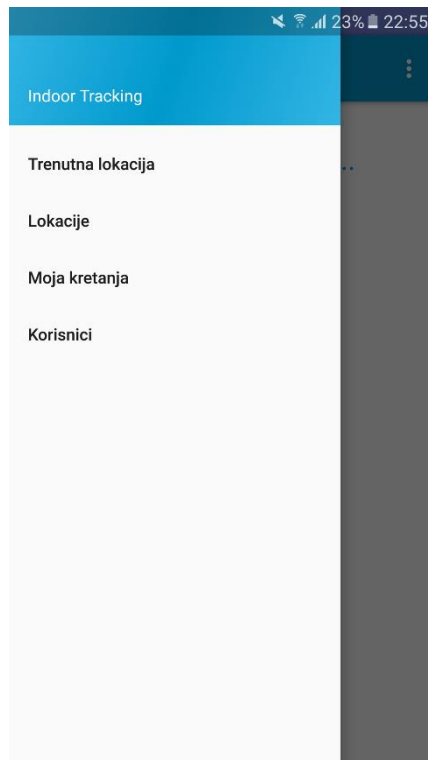 23% 22:55
Indoor Tracking
Trenutna lokacija
..
Lokacije
Moja kretanja
Korisnici